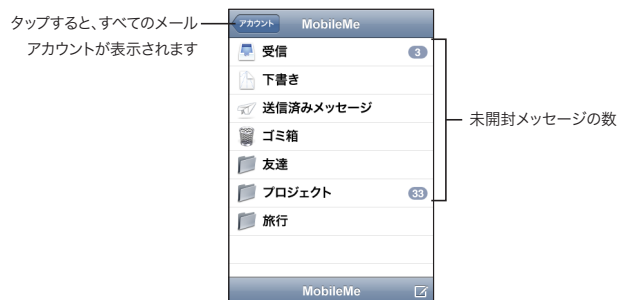 タップすると、すべてのメール
アカウントが表示されます
アカウント
MobileMe
受信
3
下書き
送信済みメッセージ
ゴミ箱
友達
プロジェクト
33
旅行
未開封メッセージの数
MobileMe